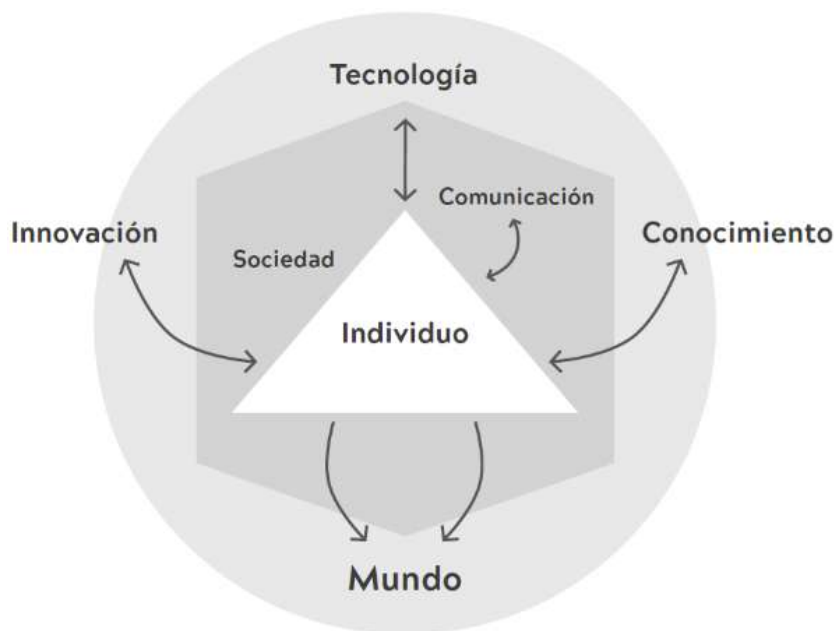 Tecnología
Comunicación
Innovación
Conocimiento
Sociedad
Individuo
Mundo